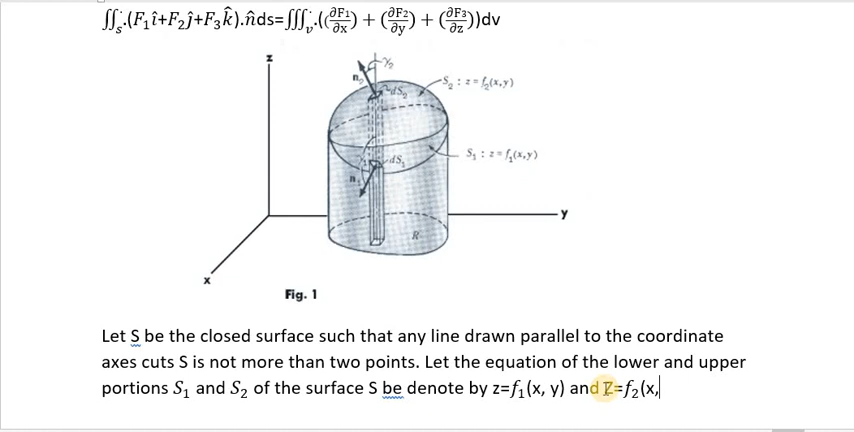 ∬ₛ.(F₁î+F₂ĵ+F₃k̂).n̂ds=∭ᵥ.((∂F₁/∂x) + (∂F₂/∂y) + (∂F₃/∂z))dv
z
γ₂
n₂
dS₂
S₂ : z = f₂(x,y)
dS₁
S₁ : z = f₁(x,y)
n₁
y
R
x
Fig. 1
Let S be the closed surface such that any line drawn parallel to the coordinate
axes cuts S is not more than two points. Let the equation of the lower and upper
portions S₁ and S₂ of the surface S be denote by z=f₁(x, y) and Z=f₂(x,